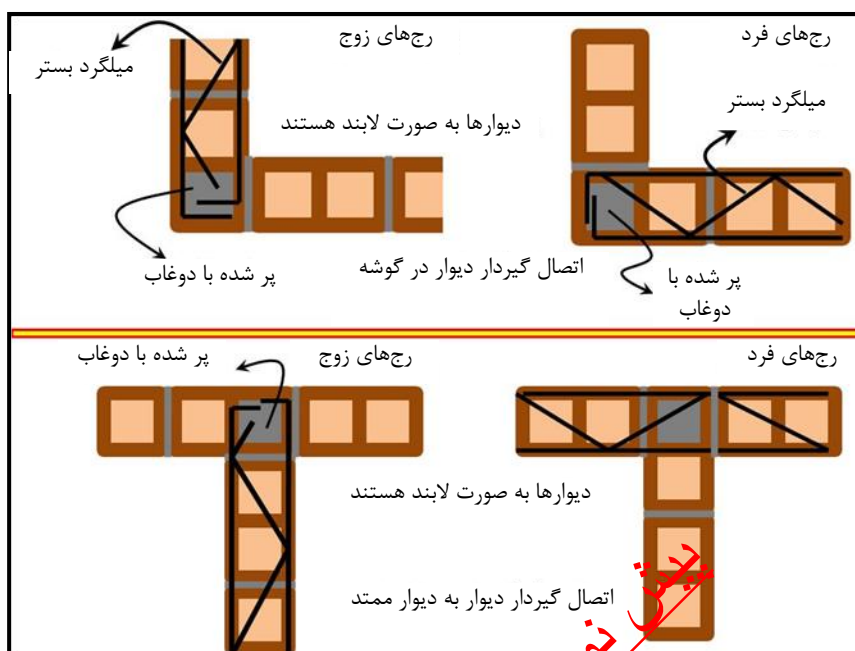 رج‌های فرد
رج‌های زوج
میلگرد بستر
میلگرد بستر
دیوارها به صورت لابند هستند
اتصال گیردار دیوار در گوشه
پر شده با
دوغاب
پر شده با دوغاب
رج‌های فرد
رج‌های زوج
پر شده با دوغاب
دیوارها به صورت لابند هستند
اتصال گیردار دیوار به دیوار ممتد
پیش